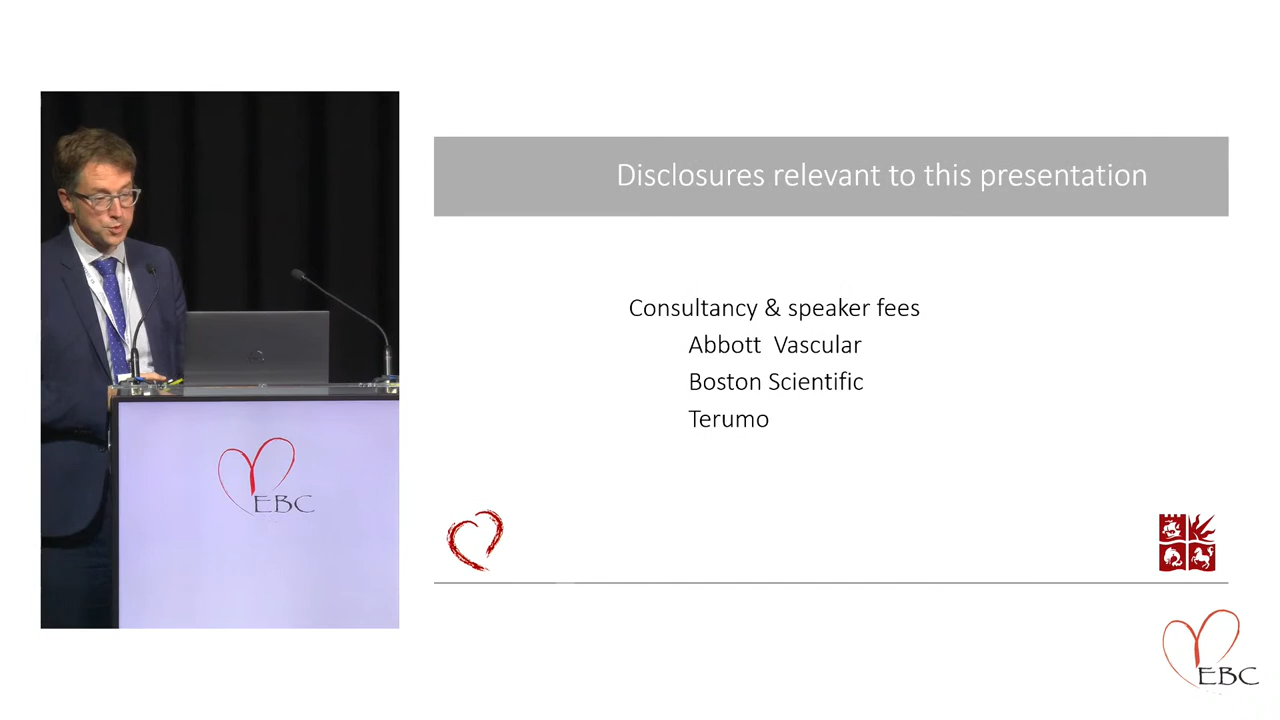 Disclosures relevant to this presentation
Consultancy & speaker fees
Abbott Vascular
Boston Scientific
Terumo
EBC
EBC